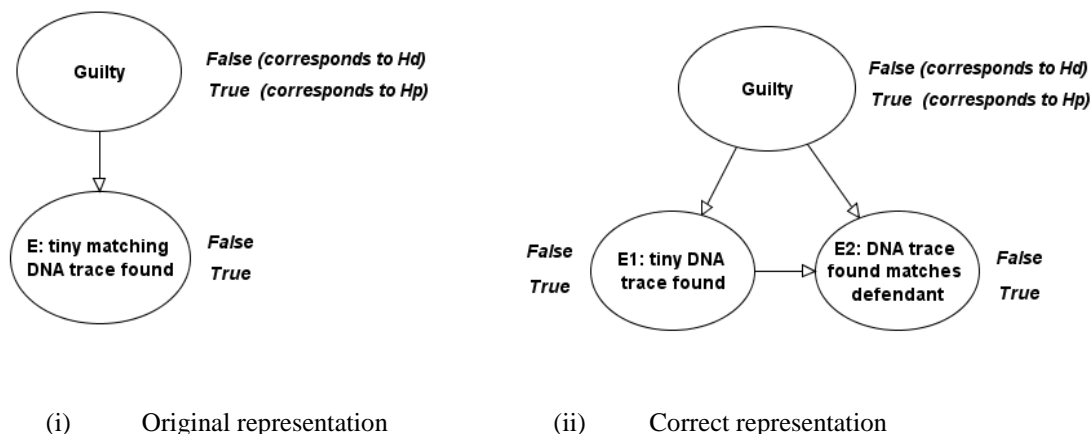 Guilty
False (corresponds to Hd)
True (corresponds to Hp)
E: tiny matching
DNA trace found
False
True
(i) Original representation
Guilty
False (corresponds to Hd)
True (corresponds to Hp)
False
True
E1: tiny DNA
trace found
E2: DNA trace
found matches
defendant
False
True
(ii) Correct representation